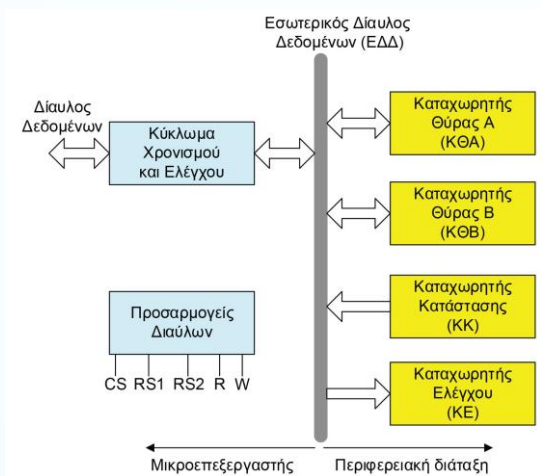 Εσωτερικός Δίαυλος
Δεδομένων (ΕΔΔ)
Δίαυλος
Δεδομένων
Κύκλωμα
Χρονισμού
και Ελέγχου
Καταχωρητής
Θύρας Α
(ΚΘΑ)
Καταχωρητής
Θύρας Β
(ΚΘΒ)
Προσαρμογείς
Διαύλων
CS RS1 RS2 R W
Καταχωρητής
Κατάστασης
(ΚΚ)
Καταχωρητής
Ελέγχου
(ΚΕ)
Μικροεπεξεργαστής Περιφερειακή διάταξη